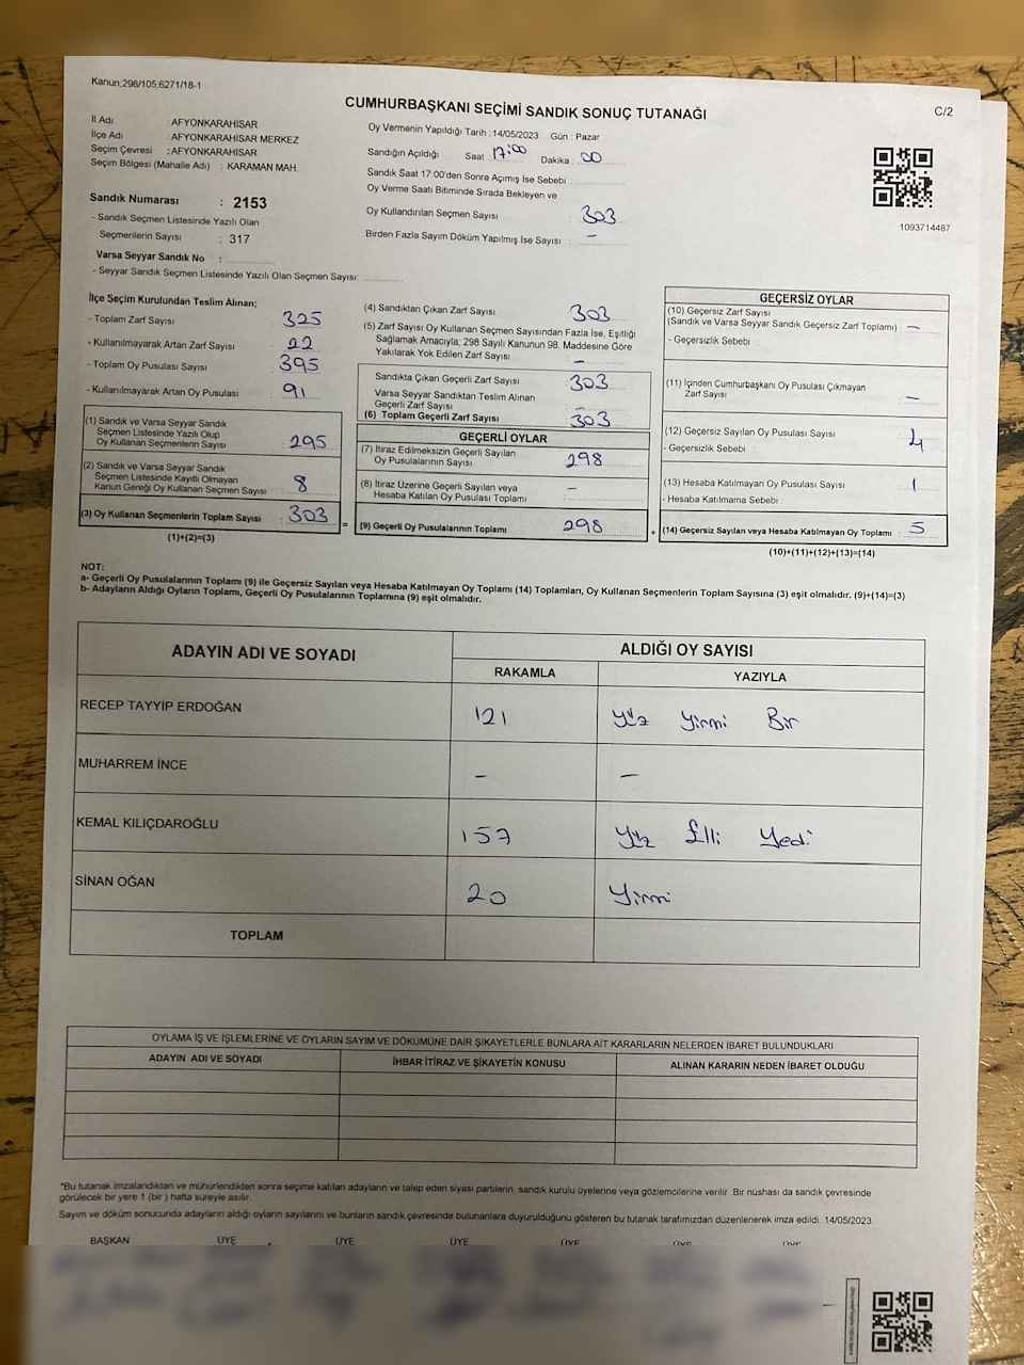 Kanun;298/105;6271/18-1
CUMHURBAŞKANI SEÇİMİ SANDIK SONUÇ TUTANAĞI
C/2
İl Adı : AFYONKARAHİSAR
İlçe Adı : AFYONKARAHİSAR MERKEZ
Seçim Çevresi : AFYONKARAHİSAR
Seçim Bölgesi (Mahalle Adı) : KARAMAN MAH.
Sandık Numarası : 2153
- Sandık Seçmen Listesinde Yazılı Olan
Seçmenlerin Sayısı : 317
Varsa Seyyar Sandık No :
- Seyyar Sandık Seçmen Listesinde Yazılı Olan Seçmen Sayısı:
Oy Vermenin Yapıldığı Tarih : 14/05/2023 Gün : Pazar
Sandığın Açıldığı Saat : 17:00 Dakika : 00
Sandık Saat 17:00'den Sonra Açımış İse Sebebi :
Oy Verme Saati Bitiminde Sırada Bekleyen ve
Oy Kullandırılan Seçmen Sayısı : 303
Birden Fazla Sayım Döküm Yapılmış İse Sayısı : -
1093714487
İlçe Seçim Kurulundan Teslim Alınan;
- Toplam Zarf Sayısı 325
- Kullanılmayarak Artan Zarf Sayısı 22
- Toplam Oy Pusulası Sayısı 395
- Kullanılmayarak Artan Oy Pusulası 91
(1) Sandık ve Varsa Seyyar Sandık
Seçmen Listesinde Yazılı Olup
Oy Kullanan Seçmenlerin Sayısı 295
(2) Sandık ve Varsa Seyyar Sandık
Seçmen Listesinde Kayıtlı Olmayan
Kanun Gereği Oy Kullanan Seçmen Sayısı 8
(3) Oy Kullanan Seçmenlerin Toplam Sayısı 303
(1)+(2)=(3)
(4) Sandıktan Çıkan Zarf Sayısı 303
(5) Zarf Sayısı Oy Kullanan Seçmen Sayısından Fazla İse, Eşitliği
Sağlamak Amacıyla; 298 Sayılı Kanunun 98. Maddesine Göre
Yakılarak Yok Edilen Zarf Sayısı -
Sandıkta Çıkan Geçerli Zarf Sayısı 303
Varsa Seyyar Sandıktan Teslim Alınan
Geçerli Zarf Sayısı -
(6) Toplam Geçerli Zarf Sayısı 303
GEÇERLİ OYLAR
(7) İtiraz Edilmeksizin Geçerli Sayılan
Oy Pusulalarının Sayısı 298
(8) İtiraz Üzerine Geçerli Sayılan veya
Hesaba Katılan Oy Pusulası Toplamı -
= (9) Geçerli Oy Pusulalarının Toplamı 298 +
GEÇERSİZ OYLAR
(10) Geçersiz Zarf Sayısı
(Sandık ve Varsa Seyyar Sandık Geçersiz Zarf Toplamı) -
- Geçersizlik Sebebi :
(11) İçinden Cumhurbaşkanı Oy Pusulası Çıkmayan
Zarf Sayısı -
(12) Geçersiz Sayılan Oy Pusulası Sayısı 4
- Geçersizlik Sebebi :
(13) Hesaba Katılmayan Oy Pusulası Sayısı 1
- Hesaba Katılmama Sebebi :
(14) Geçersiz Sayılan veya Hesaba Katılmayan Oy Toplamı 5
(10)+(11)+(12)+(13)=(14)
NOT:
a- Geçerli Oy Pusulalarının Toplamı (9) ile Geçersiz Sayılan veya Hesaba Katılmayan Oy Toplamı (14) Toplamları, Oy Kullanan Seçmenlerin Toplam Sayısına (3) eşit olmalıdır. (9)+(14)=(3)
b- Adayların Aldığı Oyların Toplamı, Geçerli Oy Pusulalarının Toplamına (9) eşit olmalıdır.
ADAYIN ADI VE SOYADI
ALDIĞI OY SAYISI
RAKAMLA YAZIYLA
RECEP TAYYİP ERDOĞAN 121 Yüz Yirmi Bir
MUHARREM İNCE - -
KEMAL KILIÇDAROĞLU 157 Yüz Elli Yedi
SİNAN OĞAN 20 Yirmi
TOPLAM
OYLAMA İŞ VE İŞLEMLERİNE VE OYLARIN SAYIM VE DÖKÜMÜNE DAİR ŞİKAYETLERLE BUNLARA AİT KARARLARIN NELERDEN İBARET BULUNDUKLARI
ADAYIN ADI VE SOYADI İHBAR İTİRAZ VE ŞİKAYETİN KONUSU ALINAN KARARIN NEDEN İBARET OLDUĞU
*Bu tutanak imzalandıktan ve mühürlendikten sonra seçime katılan adayların ve talep eden siyasi partilerin, sandık kurulu üyelerine veya gözlemcilerine verilir. Bir nüshası da sandık çevresinde
görülecek bir yere 1 (bir ) hafta süreyle asılır.
Sayım ve döküm sonucunda adayların aldığı oyların sayılarını ve bunların sandık çevresinde bulunanlara duyurulduğunu gösteren bu tutanak tarafımızdan düzenlenerek imza edildi. 14/05/2023
BAŞKAN ÜYE ÜYE ÜYE ÜYE ÜYE ÜYE